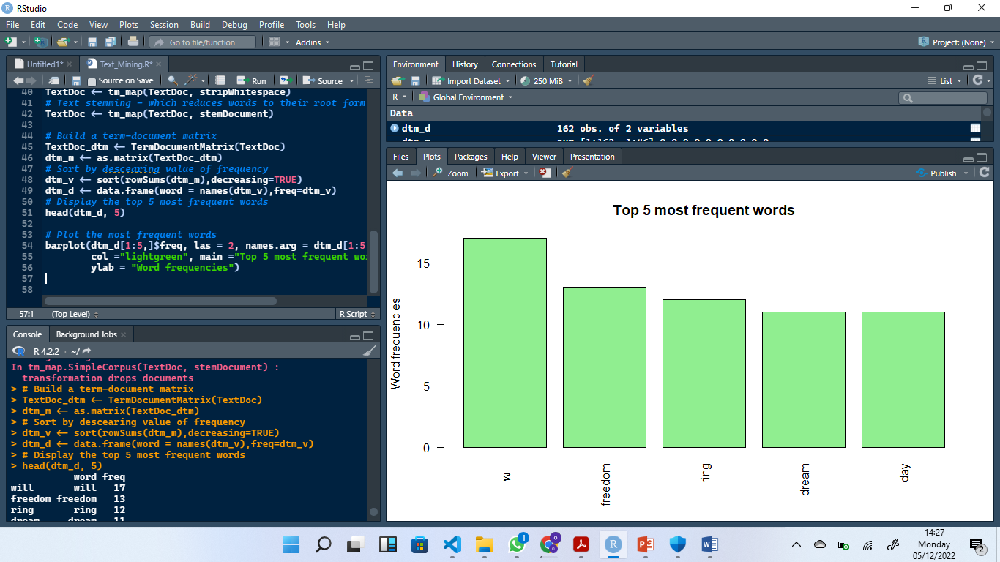 RStudio
File Edit Code View Plots Session Build Debug Profile Tools Help
Go to file/function Addins Project: (None)
Untitled1* Text_Mining.R*
Source on Save Run Source
40 TextDoc <- tm_map(TextDoc, stripWhitespace)
41 # Text stemming - which reduces words to their root form
42 TextDoc <- tm_map(TextDoc, stemDocument)
43
44 # Build a term-document matrix
45 TextDoc_dtm <- TermDocumentMatrix(TextDoc)
46 dtm_m <- as.matrix(TextDoc_dtm)
47 # Sort by descearing value of frequency
48 dtm_v <- sort(rowSums(dtm_m),decreasing=TRUE)
49 dtm_d <- data.frame(word = names(dtm_v),freq=dtm_v)
50 # Display the top 5 most frequent words
51 head(dtm_d, 5)
52
53 # Plot the most frequent words
54 barplot(dtm_d[1:5,]$freq, las = 2, names.arg = dtm_d[1:5,
55 col ="lightgreen", main ="Top 5 most frequent wor
56 ylab = "Word frequencies")
57
58
57:1 (Top Level) R Script
Console Background Jobs
R 4.2.2 · ~/
In tm_map.SimpleCorpus(TextDoc, stemDocument) :
transformation drops documents
> # Build a term-document matrix
> TextDoc_dtm <- TermDocumentMatrix(TextDoc)
> dtm_m <- as.matrix(TextDoc_dtm)
> # Sort by descearing value of frequency
> dtm_v <- sort(rowSums(dtm_m),decreasing=TRUE)
> dtm_d <- data.frame(word = names(dtm_v),freq=dtm_v)
> # Display the top 5 most frequent words
> head(dtm_d, 5)
word freq
will will 17
freedom freedom 13
ring ring 12
dream dream 11
Environment History Connections Tutorial
Import Dataset 250 MiB List
R Global Environment
Data
dtm_d 162 obs. of 2 variables
Files Plots Packages Help Viewer Presentation
Zoom Export Publish
Top 5 most frequent words
Word frequencies
15
10
5
0
will
freedom
ring
dream
day
1
14:27
Monday
05/12/2022
2